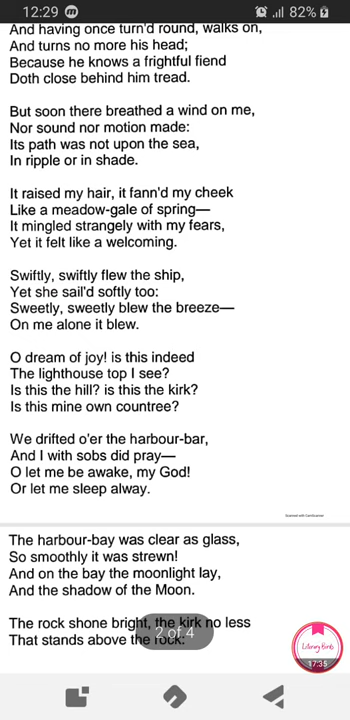 12:29 82%
And having once turn'd round, walks on,
And turns no more his head;
Because he knows a frightful fiend
Doth close behind him tread.
But soon there breathed a wind on me,
Nor sound nor motion made:
Its path was not upon the sea,
In ripple or in shade.
It raised my hair, it fann'd my cheek
Like a meadow-gale of spring—
It mingled strangely with my fears,
Yet it felt like a welcoming.
Swiftly, swiftly flew the ship,
Yet she sail'd softly too:
Sweetly, sweetly blew the breeze—
On me alone it blew.
O dream of joy! is this indeed
The lighthouse top I see?
Is this the hill? is this the kirk?
Is this mine own countree?
We drifted o'er the harbour-bar,
And I with sobs did pray—
O let me be awake, my God!
Or let me sleep alway.
Scanned with CamScanner
The harbour-bay was clear as glass,
So smoothly it was strewn!
And on the bay the moonlight lay,
And the shadow of the Moon.
The rock shone bright, the kirk no less
That stands above the rock:
2 of 4
Literary Hints
17:35